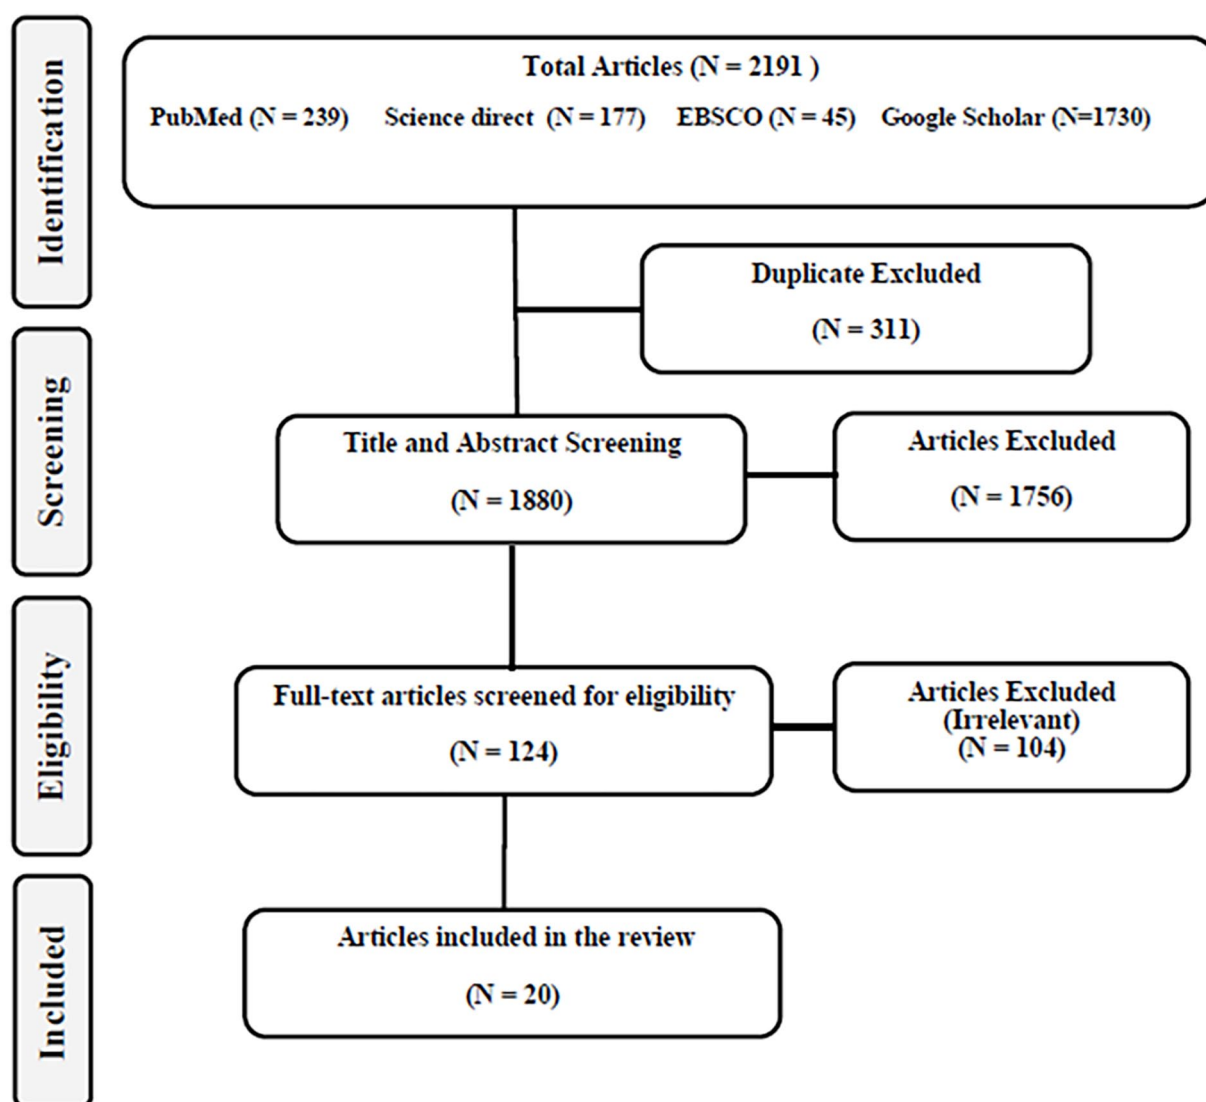 Identification
Total Articles (N = 2191 )
PubMed (N = 239) Science direct (N = 177) EBSCO (N = 45) Google Scholar (N=1730)
Duplicate Excluded
(N = 311)
Screening
Title and Abstract Screening
(N = 1880)
Articles Excluded
(N = 1756)
Eligibility
Full-text articles screened for eligibility
(N = 124)
Articles Excluded
(Irrelevant)
(N = 104)
Included
Articles included in the review
(N = 20)